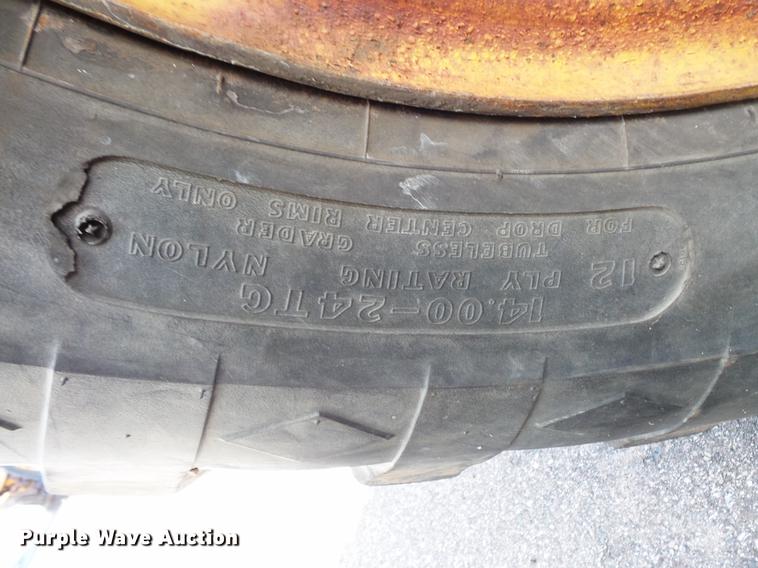 14.00-24TG
12 PLY RATING NYLON
TUBELESS GRADER
FOR DROP CENTER RIMS ONLY
Purple Wave Auction